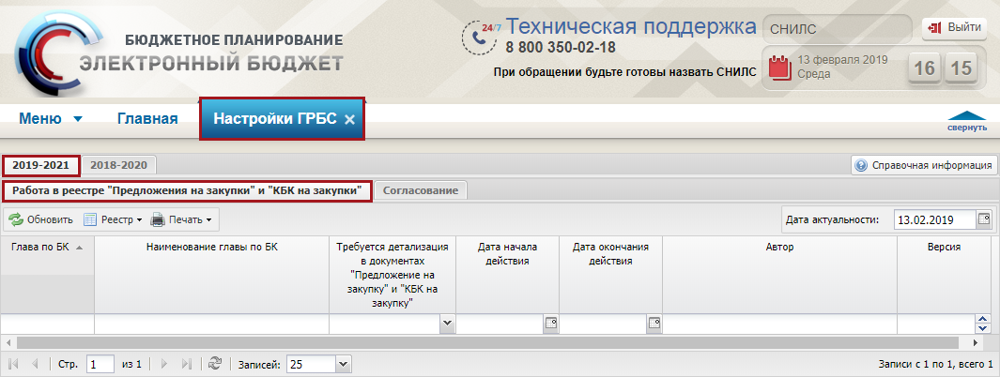 БЮДЖЕТНОЕ ПЛАНИРОВАНИЕ
ЭЛЕКТРОННЫЙ БЮДЖЕТ
24/7
Техническая поддержка
8 800 350-02-18
При обращении будьте готовы назвать СНИЛС
СНИЛС
Выйти
13 февраля 2019
Среда
16 15
Меню
Главная
Настройки ГРБС
свернуть
2019-2021
2018-2020
Справочная информация
Работа в реестре "Предложения на закупки" и "КБК на закупки"
Согласование
Обновить
Реестр
Печать
Дата актуальности:
13.02.2019
Глава по БК
Наименование главы по БК
Требуется детализация
в документах
"Предложение на
закупку" и "КБК на
закупку"
Дата начала
действия
Дата окончания
действия
Автор
Версия
Стр. 1 из 1
Записей: 25
Записи с 1 по 1, всего 1